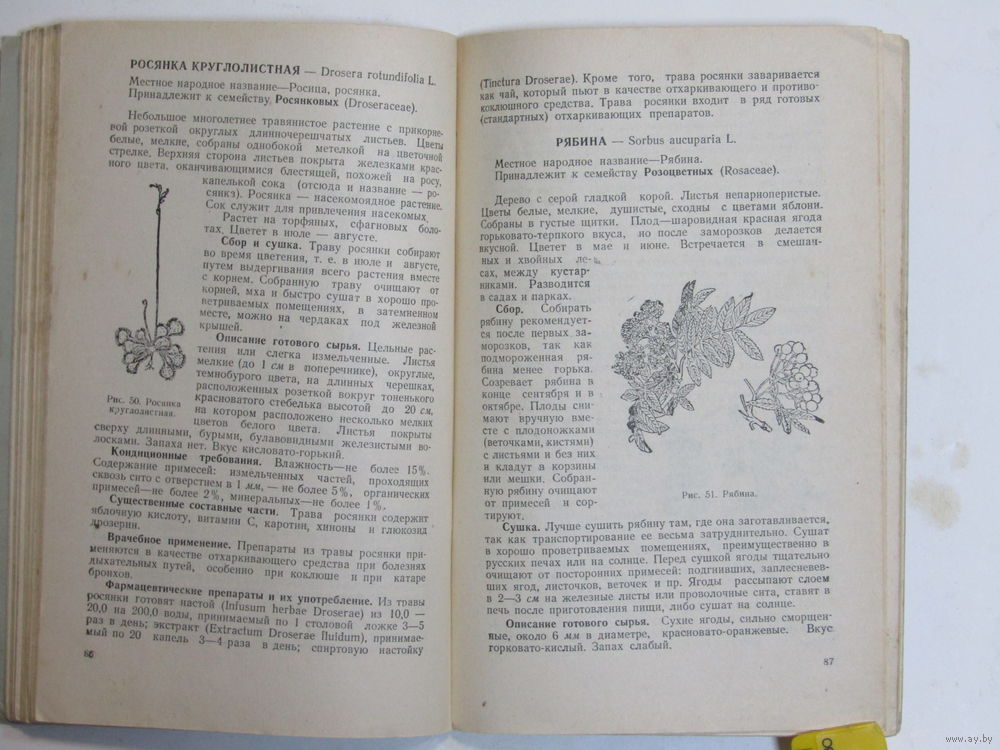 РОСЯНКА КРУГЛОЛИСТНАЯ — Drosera rotundifolia L.
Местное народное название—Росица, росянка.
Принадлежит к семейству Росянковых (Droseraceae).
Небольшое многолетнее травянистое растение с прикорне-
вой розеткой округлых длинночерешчатых листьев. Цветы
белые, мелкие, собраны однобокой метелкой на цветочной
стрелке. Верхняя сторона листьев покрыта железками крас-
ного цвета, оканчивающимися блестящей, похожей на росу,
капелькой сока (отсюда и название — ро-
сянка). Росянка — насекомоядное растение.
Сок служит для привлечения насекомых.
Растет на торфяных, сфагновых боло-
тах. Цветет в июле — августе.
Сбор и сушка. Траву росянки собирают
во время цветения, т. е. в июле и августе,
путем выдергивания всего растения вместе
с корнем. Собранную траву очищают от
корней, мха и быстро сушат в хорошо про-
ветриваемых помещениях, в затемненном
месте, можно на чердаках под железной
крышей.
Описание готового сырья. Цельные рас-
тения или слегка измельченные. Листья
мелкие (до 1 см в поперечнике), округлые,
темнобурого цвета, на длинных черешках,
расположенных розеткой вокруг тоненького
красноватого стебелька высотой до 20 см,
на котором расположено несколько мелких
цветов белого цвета. Листья покрыты
Рис. 50. Росянка
круглолистная.
сверху длинными, бурыми, булавовидными железистыми во-
лосками. Запаха нет. Вкус кисловато-горький.
Кондиционные требования. Влажность—не более 15%.
Содержание примесей: измельченных частей, проходящих
сквозь сито с отверстием в 1 мм, — не более 5%, органических
примесей—не более 2%, минеральных—не более 1%.
Существенные составные части. Трава росянки содержит
яблочную кислоту, витамин С, каротин, хиноны и глюкозид
дрозерин.
Врачебное применение. Препараты из травы росянки при-
меняются в качестве отхаркивающего средства при болезнях
дыхательных путей, особенно при коклюше и при катаре
бронхов.
Фармацевтические препараты и их употребление. Из травы
росянки готовят настой (Infusum herbae Droserae) из 10,0 —
20,0 на 200,0 воды, принимаемый по 1 столовой ложке 3—5
раз в день; экстракт (Extractum Droserae fluidum), принимае-
мый по 20 капель 3—4 раза в день; спиртовую настойку
86
(Tinctura Droserae). Кроме того, трава росянки заваривается
как чай, который пьют в качестве отхаркивающего и противо-
коклюшного средства. Трава росянки входит в ряд готовых
(стандартных) отхаркивающих препаратов.
РЯБИНА — Sorbus aucuparia L.
Местное народное название—Рябина.
Принадлежит к семейству Розоцветных (Rosaceae).
Дерево с серой гладкой корой. Листья непарноперистые.
Цветы белые, мелкие, душистые, сходны с цветами яблони.
Собраны в густые щитки. Плод—шаровидная красная ягода
горьковато-терпкого вкуса, но после заморозков делается
вкусной. Цветет в мае и июне. Встречается в смешан-
ных и хвойных ле-
сах, между кустар-
никами. Разводится
в садах и парках.
Сбор. Собирать
рябину рекомендует-
ся после первых за-
морозков, так как
подмороженная ря-
бина менее горька.
Созревает рябина в
конце сентября и в
октябре. Плоды сни-
мают вручную вме-
сте с плодоножками
(веточками, кистями)
с листьями и без них
и кладут в корзины
или мешки. Собран-
ную рябину очищают
от примесей и сор-
тируют.
Рис. 51. Рябина.
Сушка. Лучше сушить рябину там, где она заготавливается,
так как транспортирование ее весьма затруднительно. Сушат
в хорошо проветриваемых помещениях, преимущественно в
русских печах или на солнце. Перед сушкой ягоды тщательно
очищают от посторонних примесей: подгнивших, заплесневев-
ших ягод, листочков, веточек и пр. Ягоды рассыпают слоем
в 2—3 см на железные листы или проволочные сита, ставят в
печь после приготовления пищи, либо сушат на солнце.
Описание готового сырья. Сухие ягоды, сильно сморщен-
ные, около 6 мм в диаметре, красновато-оранжевые. Вкус
горковато-кислый. Запах слабый.
87
8
www.ay.by